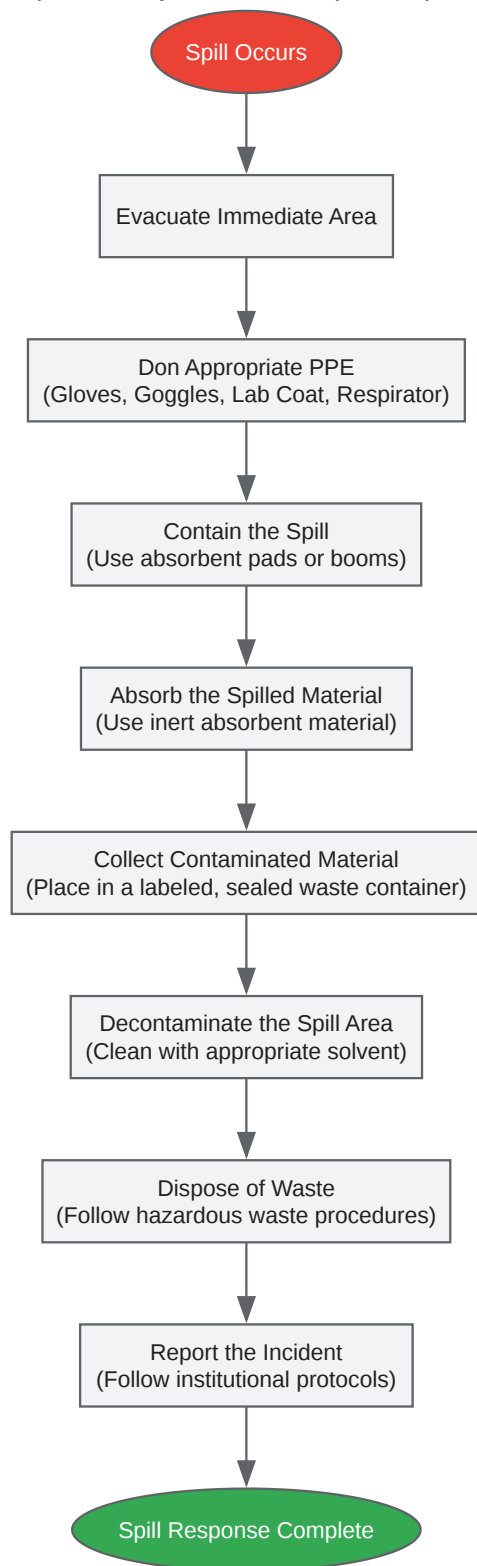 Spill Occurs
Evacuate Immediate Area
Don Appropriate PPE
(Gloves, Goggles, Lab Coat, Respirator)
Contain the Spill
(Use absorbent pads or booms)
Absorb the Spilled Material
(Use inert absorbent material)
Collect Contaminated Material
(Place in a labeled, sealed waste container)
Decontaminate the Spill Area
(Clean with appropriate solvent)
Dispose of Waste
(Follow hazardous waste procedures)
Report the Incident
(Follow institutional protocols)
Spill Response Complete